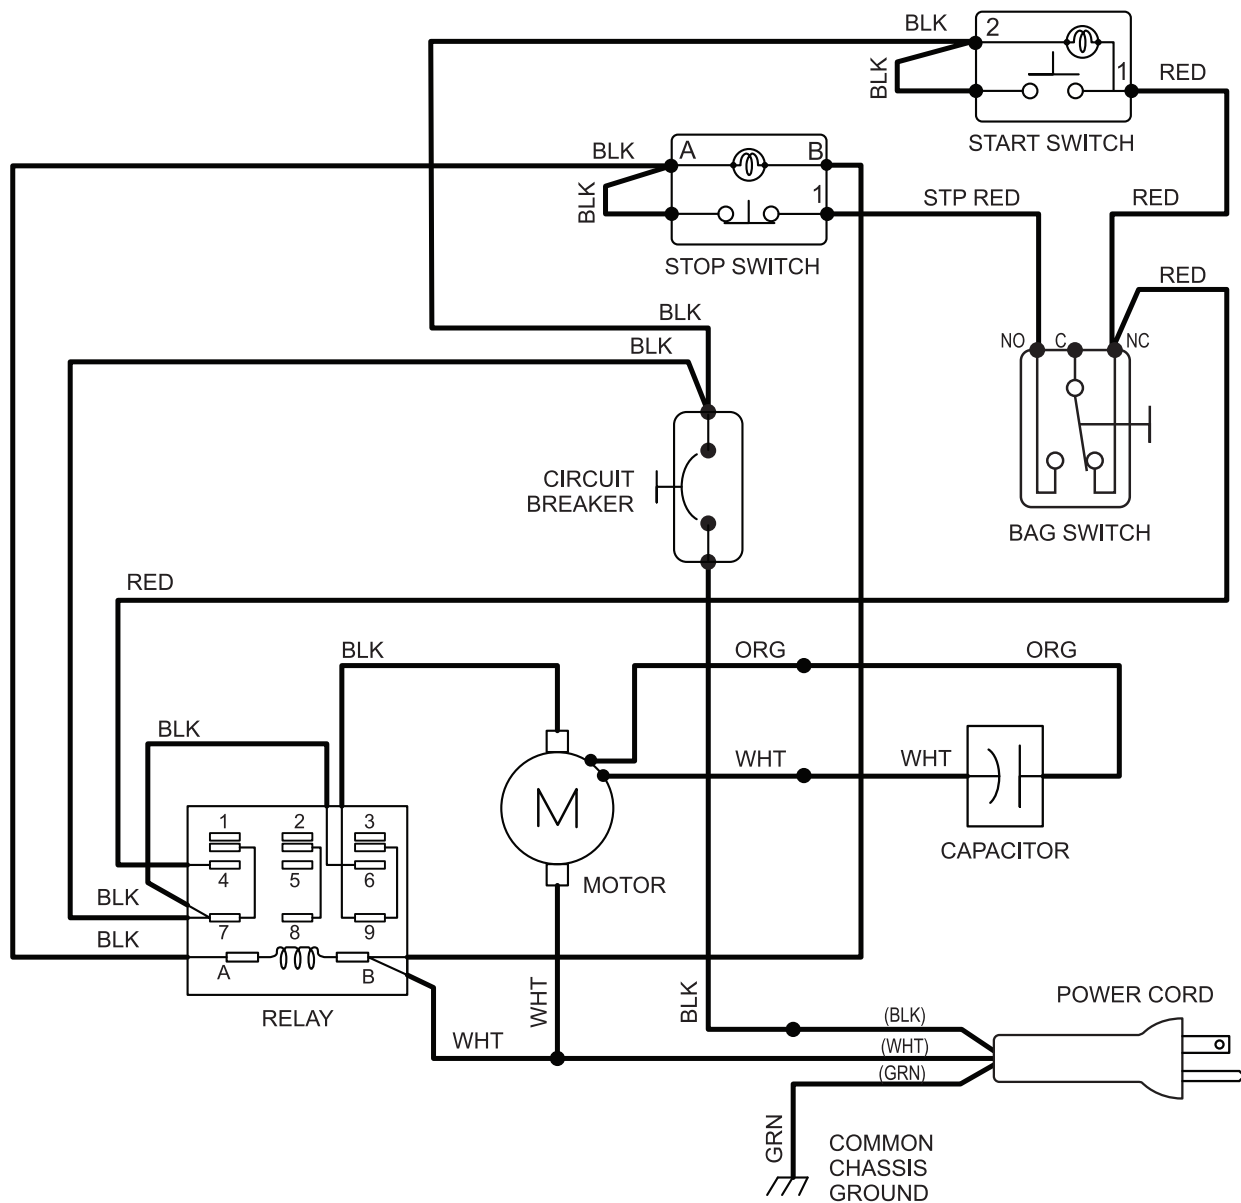 BLK
2
BLK
1
RED
START SWITCH
BLK
A
B
BLK
1
STP RED
RED
STOP SWITCH
RED
BLK
BLK
NO
C
NC
CIRCUIT
BREAKER
BAG SWITCH
RED
BLK
ORG
ORG
BLK
WHT
WHT
M
1
2
3
4
5
6
CAPACITOR
MOTOR
BLK
7
8
9
BLK
A
B
RELAY
WHT
BLK
POWER CORD
(BLK)
WHT
(WHT)
(GRN)
GRN
COMMON
CHASSIS
GROUND